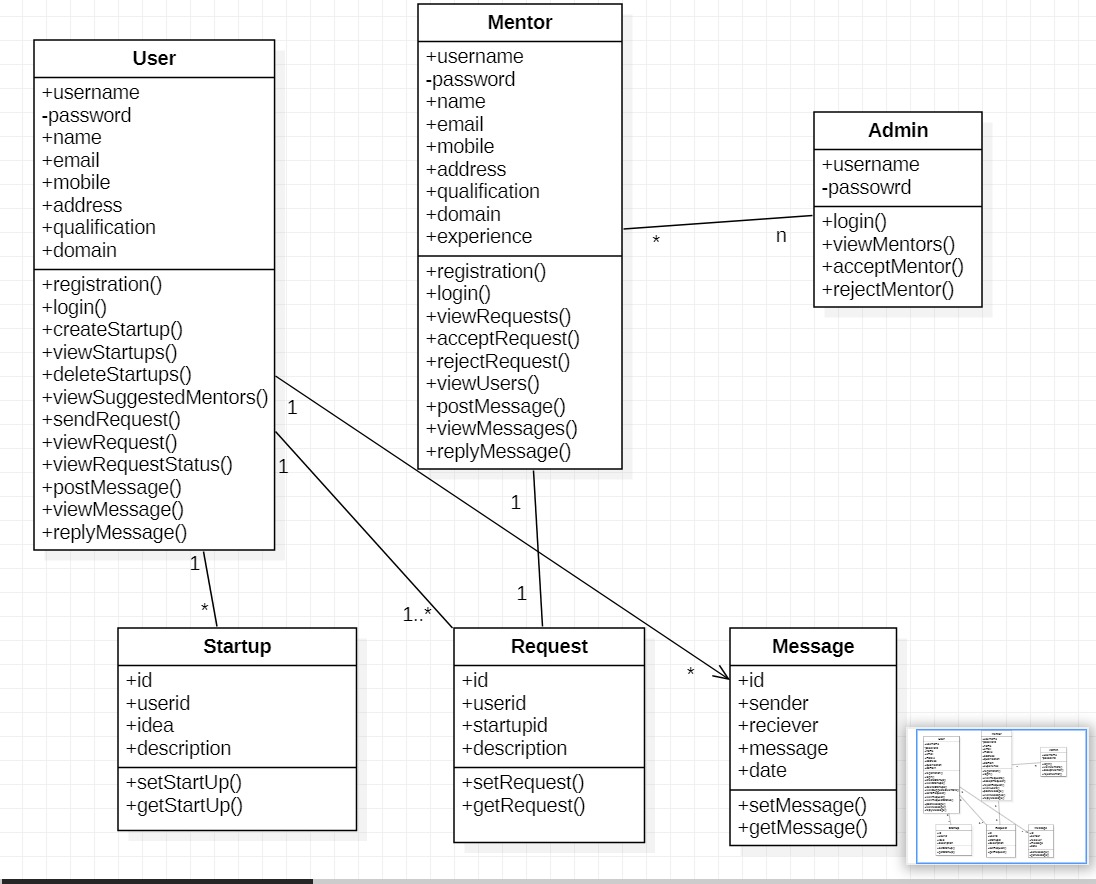 User
+username
-password
+name
+email
+mobile
+address
+qualification
+domain
+registration()
+login()
+createStartup()
+viewStartups()
+deleteStartups()
+viewSuggestedMentors()
+sendRequest()
+viewRequest()
+viewRequestStatus()
+postMessage()
+viewMessage()
+replyMessage()
Mentor
+username
-password
+name
+email
+mobile
+address
+qualification
+domain
+experience
+registration()
+login()
+viewRequests()
+acceptRequest()
+rejectRequest()
+viewUsers()
+postMessage()
+viewMessages()
+replyMessage()
Admin
+username
-passowrd
+login()
+viewMentors()
+acceptMentor()
+rejectMentor()
*
n
1
1
1
1
1..*
1
*
*
Startup
+id
+userid
+idea
+description
+setStartUp()
+getStartUp()
Request
+id
+userid
+startupid
+description
+setRequest()
+getRequest()
Message
+id
+sender
+reciever
+message
+date
+setMessage()
+getMessage()